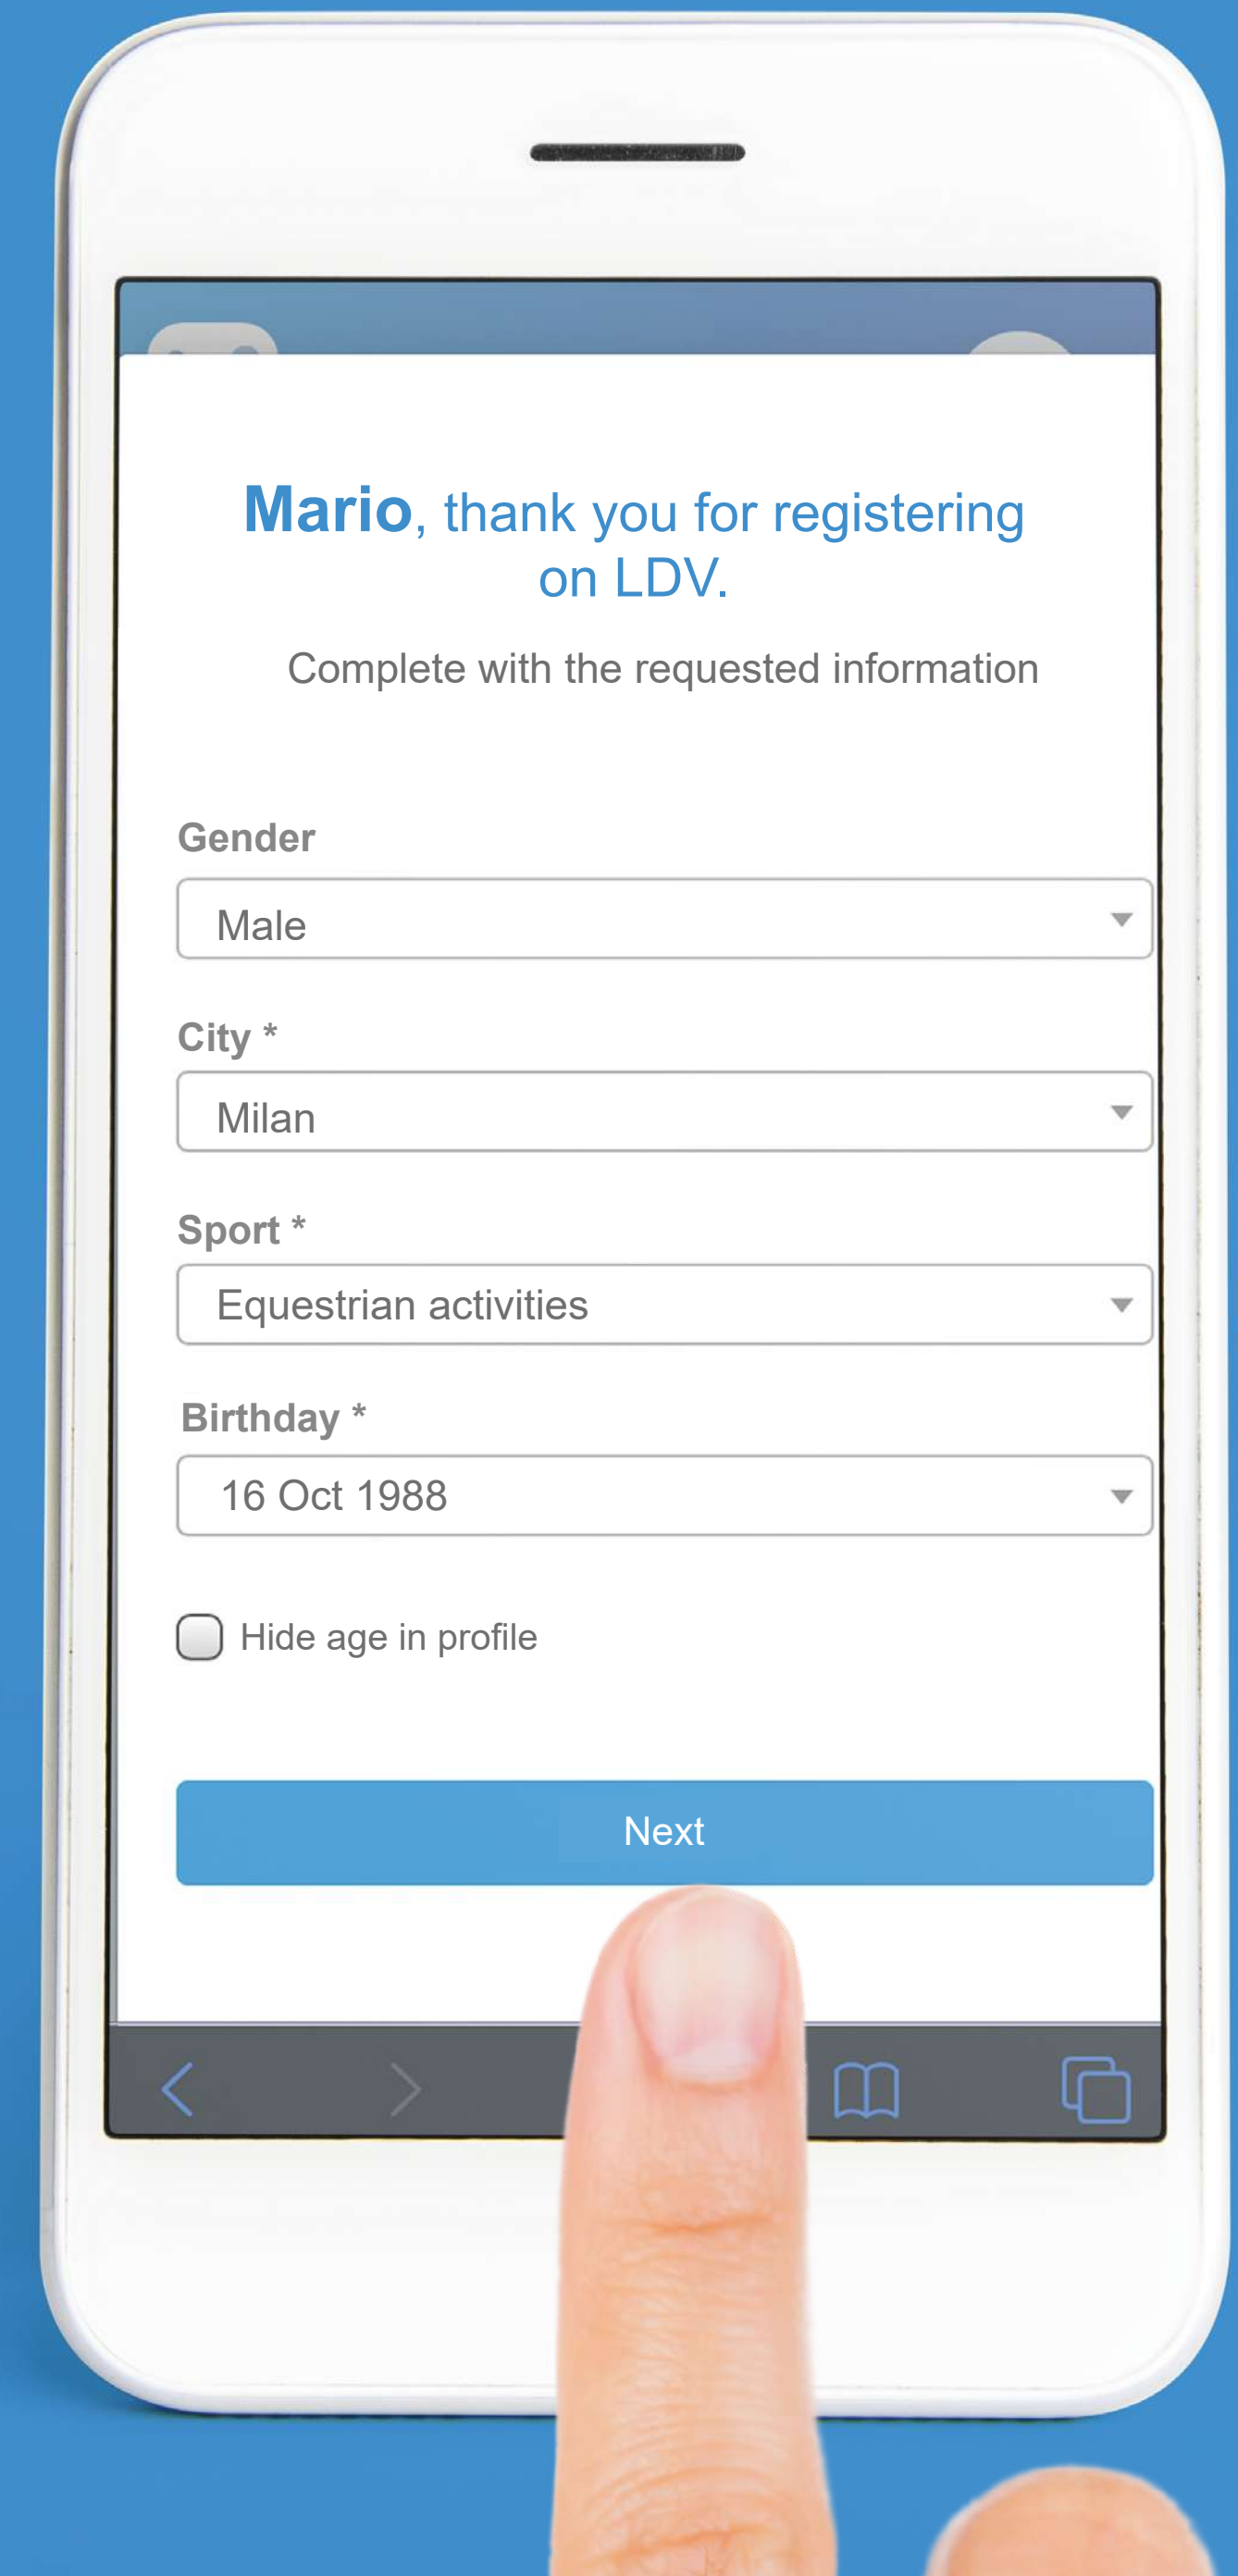 Mario, thank you for registering
on LDV.
Complete with the requested information
Gender
Male
City *
Milan
Sport *
Equestrian activities
Birthday *
16 Oct 1988
Hide age in profile
Next